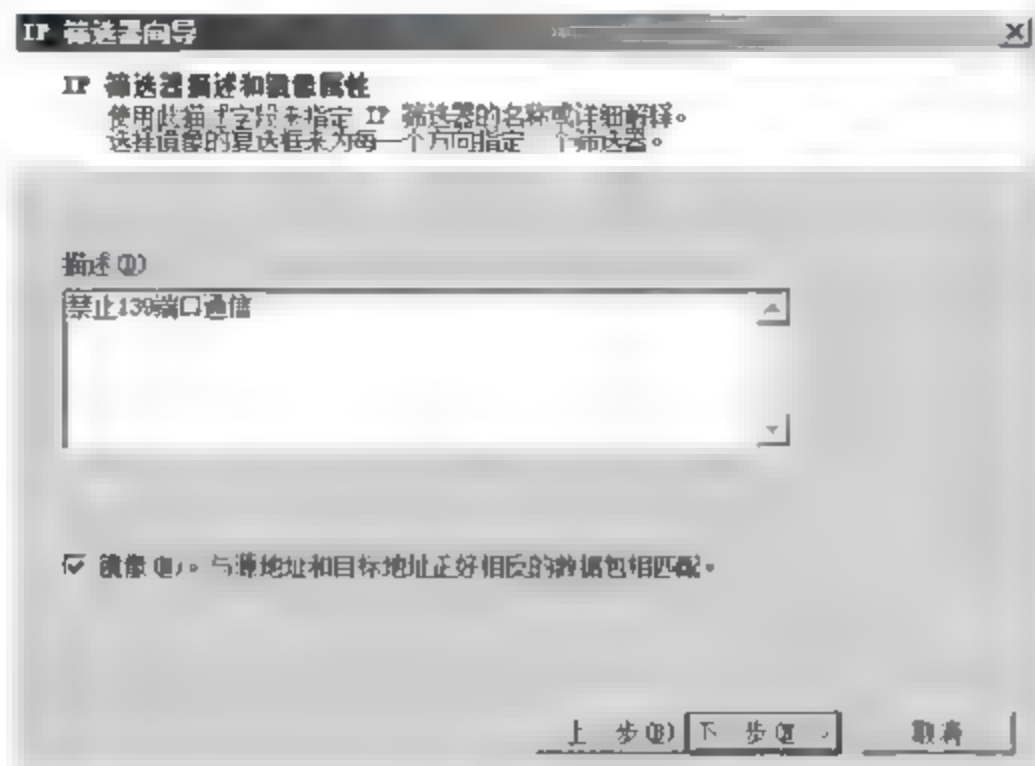 IP 筛选器向导
IP 筛选器描述和镜像属性
使用此描述字段来指定 IP 筛选器的名称或详细解释。
选择镜像的复选框来为每一个方向指定一个筛选器。
描述(D)
禁止139端口通信
镜像 。与源地址和目标地址正好相反的数据包相匹配。
上一步(B) 下一步(N) 取消